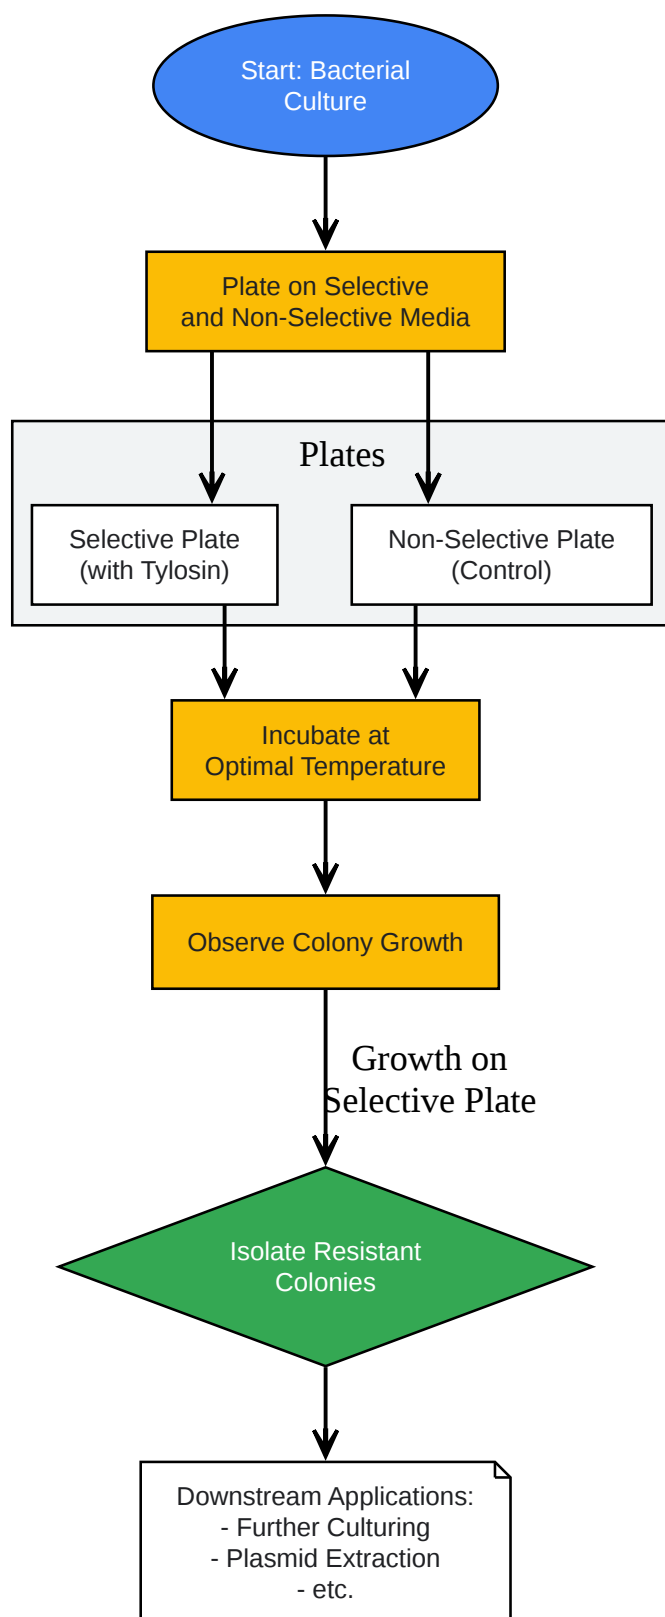 Start: Bacterial
Culture
Plate on Selective
and Non-Selective Media
Plates
Selective Plate
(with Tylosin)
Non-Selective Plate
(Control)
Incubate at
Optimal Temperature
Observe Colony Growth
Growth on
Selective Plate
Isolate Resistant
Colonies
Downstream Applications:
- Further Culturing
- Plasmid Extraction
- etc.